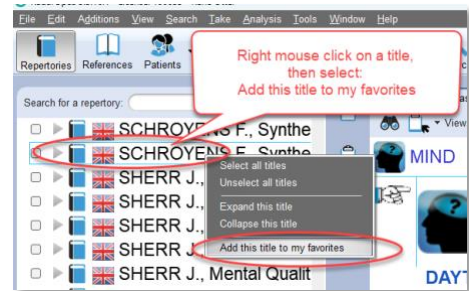 File Edit Additions View Search Take Analysis Tools Window Help
Repertories References Patients
Right mouse click on a title,
then select:
Add this title to my favorites
Search for a repertory:
View
SCHROYENS F., Synthe
SCHROYENS F., Synthe
MIND
SHERR J.,
SHERR J.,
SHERR J.,
SHERR J.,
SHERR J., Mental Qualit
Select all titles
Unselect all titles
Expand this title
Collapse this title
Add this title to my favorites
DAYT